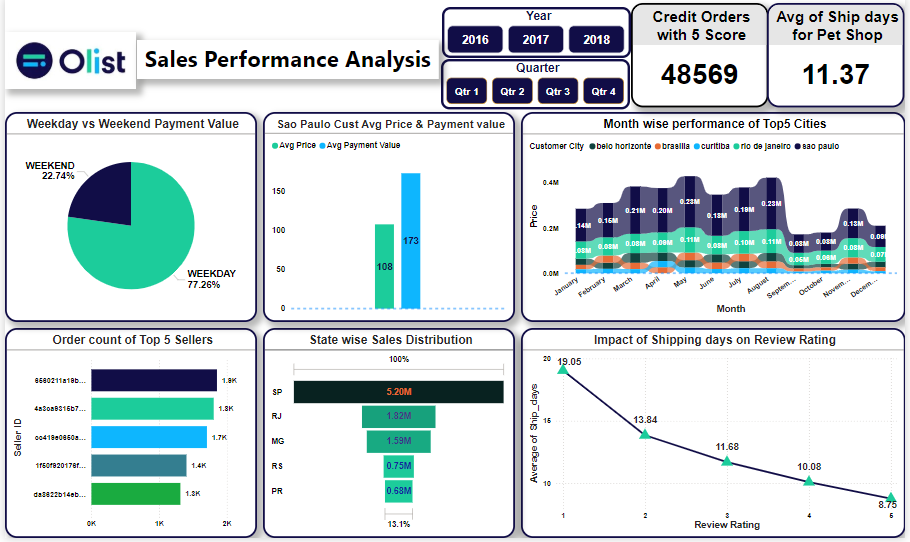 Olist
Sales Performance Analysis
Year
2016 2017 2018
Quarter
Qtr 1 Qtr 2 Qtr 3 Qtr 4
Credit Orders
with 5 Score
48569
Avg of Ship days
for Pet Shop
11.37
Weekday vs Weekend Payment Value
WEEKEND
22.74%
WEEKDAY
77.26%
Sao Paulo Cust Avg Price & Payment value
Avg Price Avg Payment Value
150
100
50
0
108
173
Month wise performance of Top5 Cities
Customer City belo horizonte brasilia curitiba rio de janeiro sao paulo
Price
0.4M
0.2M
0.0M
.14M 0.15M 0.21M 0.20M 0.23M 0.18M 0.19M 0.23M 0.08M 0.08M 0.13M 0.09
.08M 0.08M 0.08M 0.09M 0.11M 0.08M 0.10M 0.11M 0.05M 0.06M 0.08M 0.07
January February March April May June July August Septem... October Novem... Decem...
Month
Order count of Top 5 Sellers
Seller ID
1.9K
1.7K
1f50f920176f... 1.4K
da8622b14eb... 1.3K
0K 1K 2K
State wise Sales Distribution
100%
SP 5.20M
RJ 1.82M
MG 1.59M
RS 0.75M
PR 0.68M
13.1%
Impact of Shipping days on Review Rating
Average of Ship_days
20
15
10
19.05
13.84
11.68
10.08
8.75
1 2 3 4 5
Review Rating